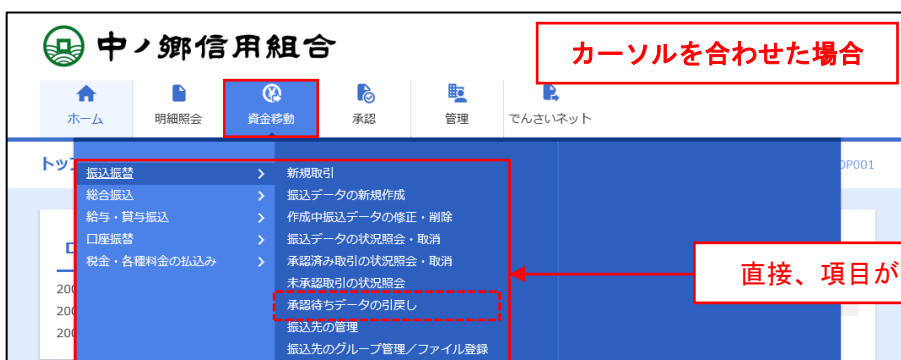 中ノ郷信用組合
カーソルを合わせた場合
ホーム
明細照会
資金移動
承認
管理
でんさいネット
トッ
OP001
振込振替
総合振込
給与・賞与振込
口座振替
税金・各種料金の払込み
新規取引
振込データの新規作成
作成中振込データの修正・削除
振込データの状況照会・取消
承認済み取引の状況照会・取消
未承認取引の状況照会
承認待ちデータの引戻し
振込先の管理
振込先のグループ管理／ファイル登録
直接、項目が
200
200
200